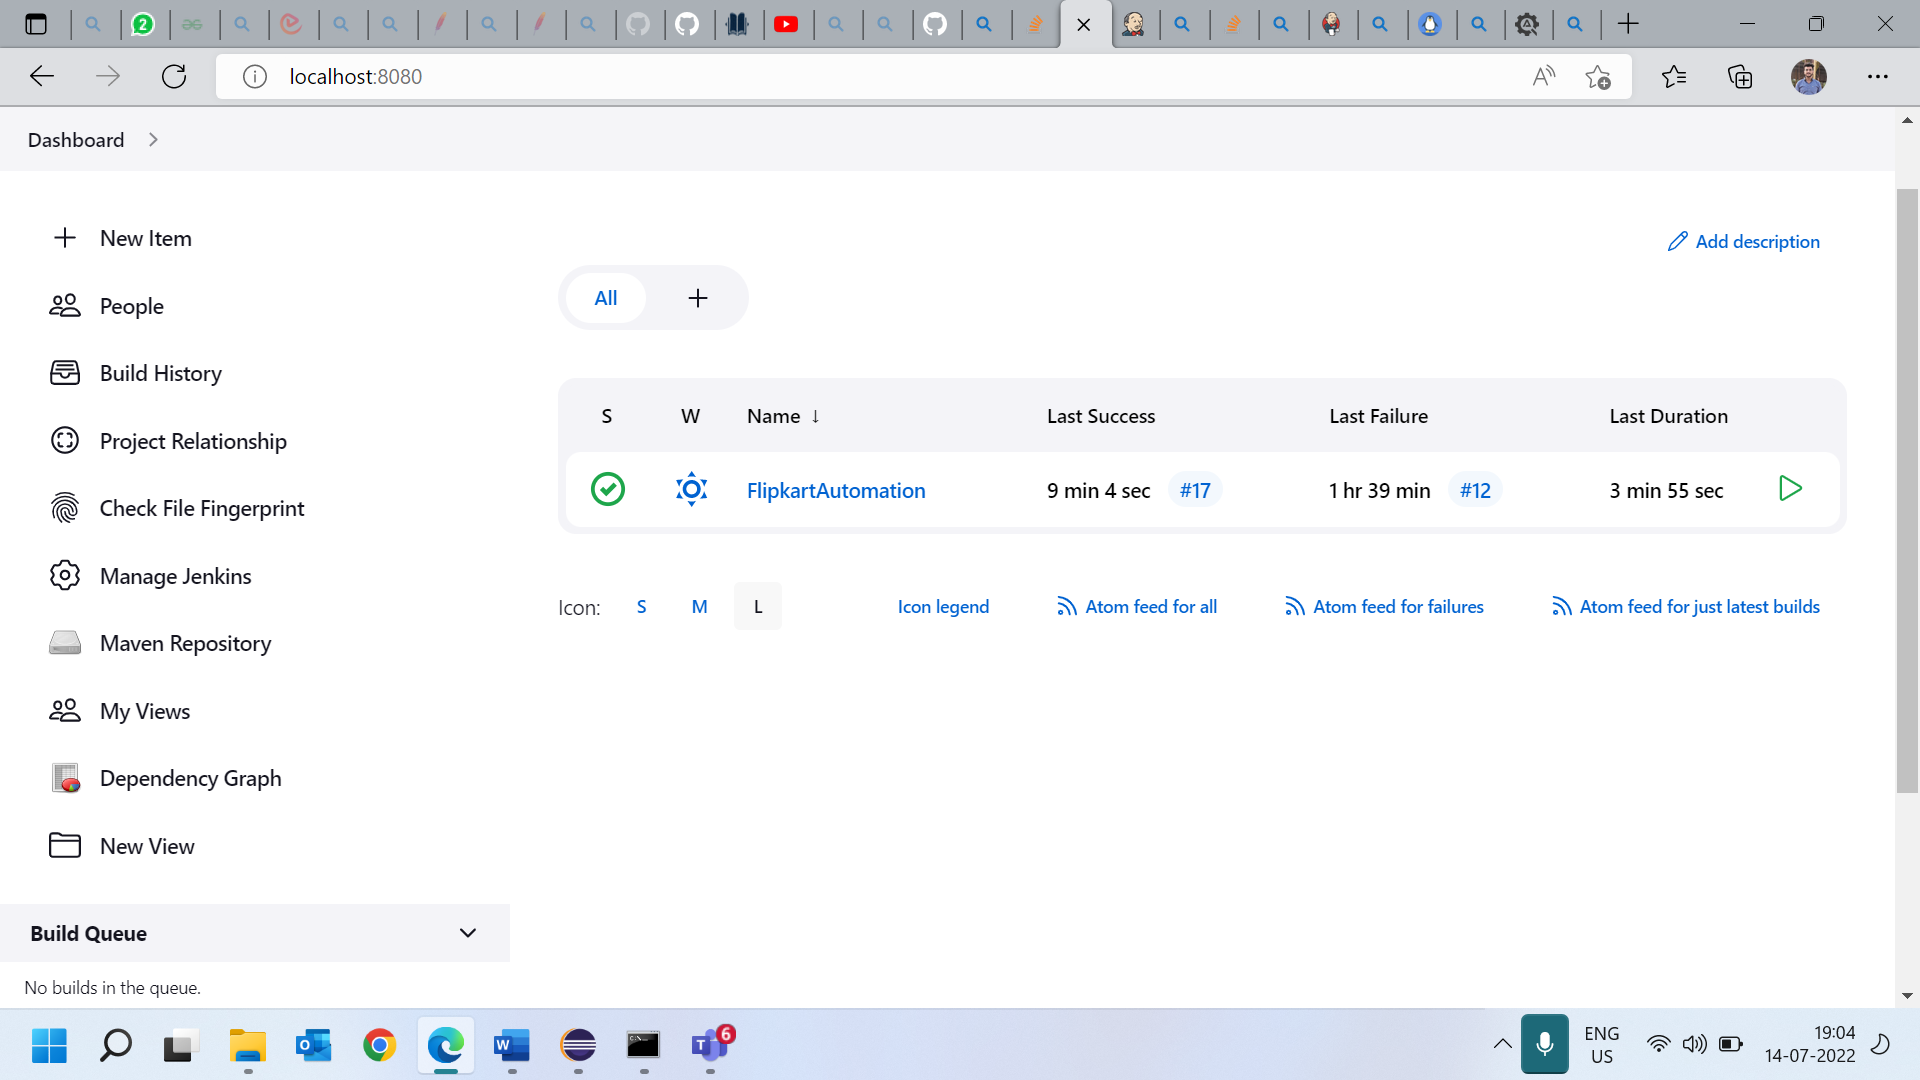 2
localhost:8080
Dashboard
New Item
People
Build History
Project Relationship
Check File Fingerprint
Manage Jenkins
Maven Repository
My Views
Dependency Graph
New View
Build Queue
No builds in the queue.
Add description
All
S W Name ↓ Last Success Last Failure Last Duration
FlipkartAutomation 9 min 4 sec #17 1 hr 39 min #12 3 min 55 sec
Icon: S M L Icon legend Atom feed for all Atom feed for failures Atom feed for just latest builds
6
ENG
US
19:04
14-07-2022